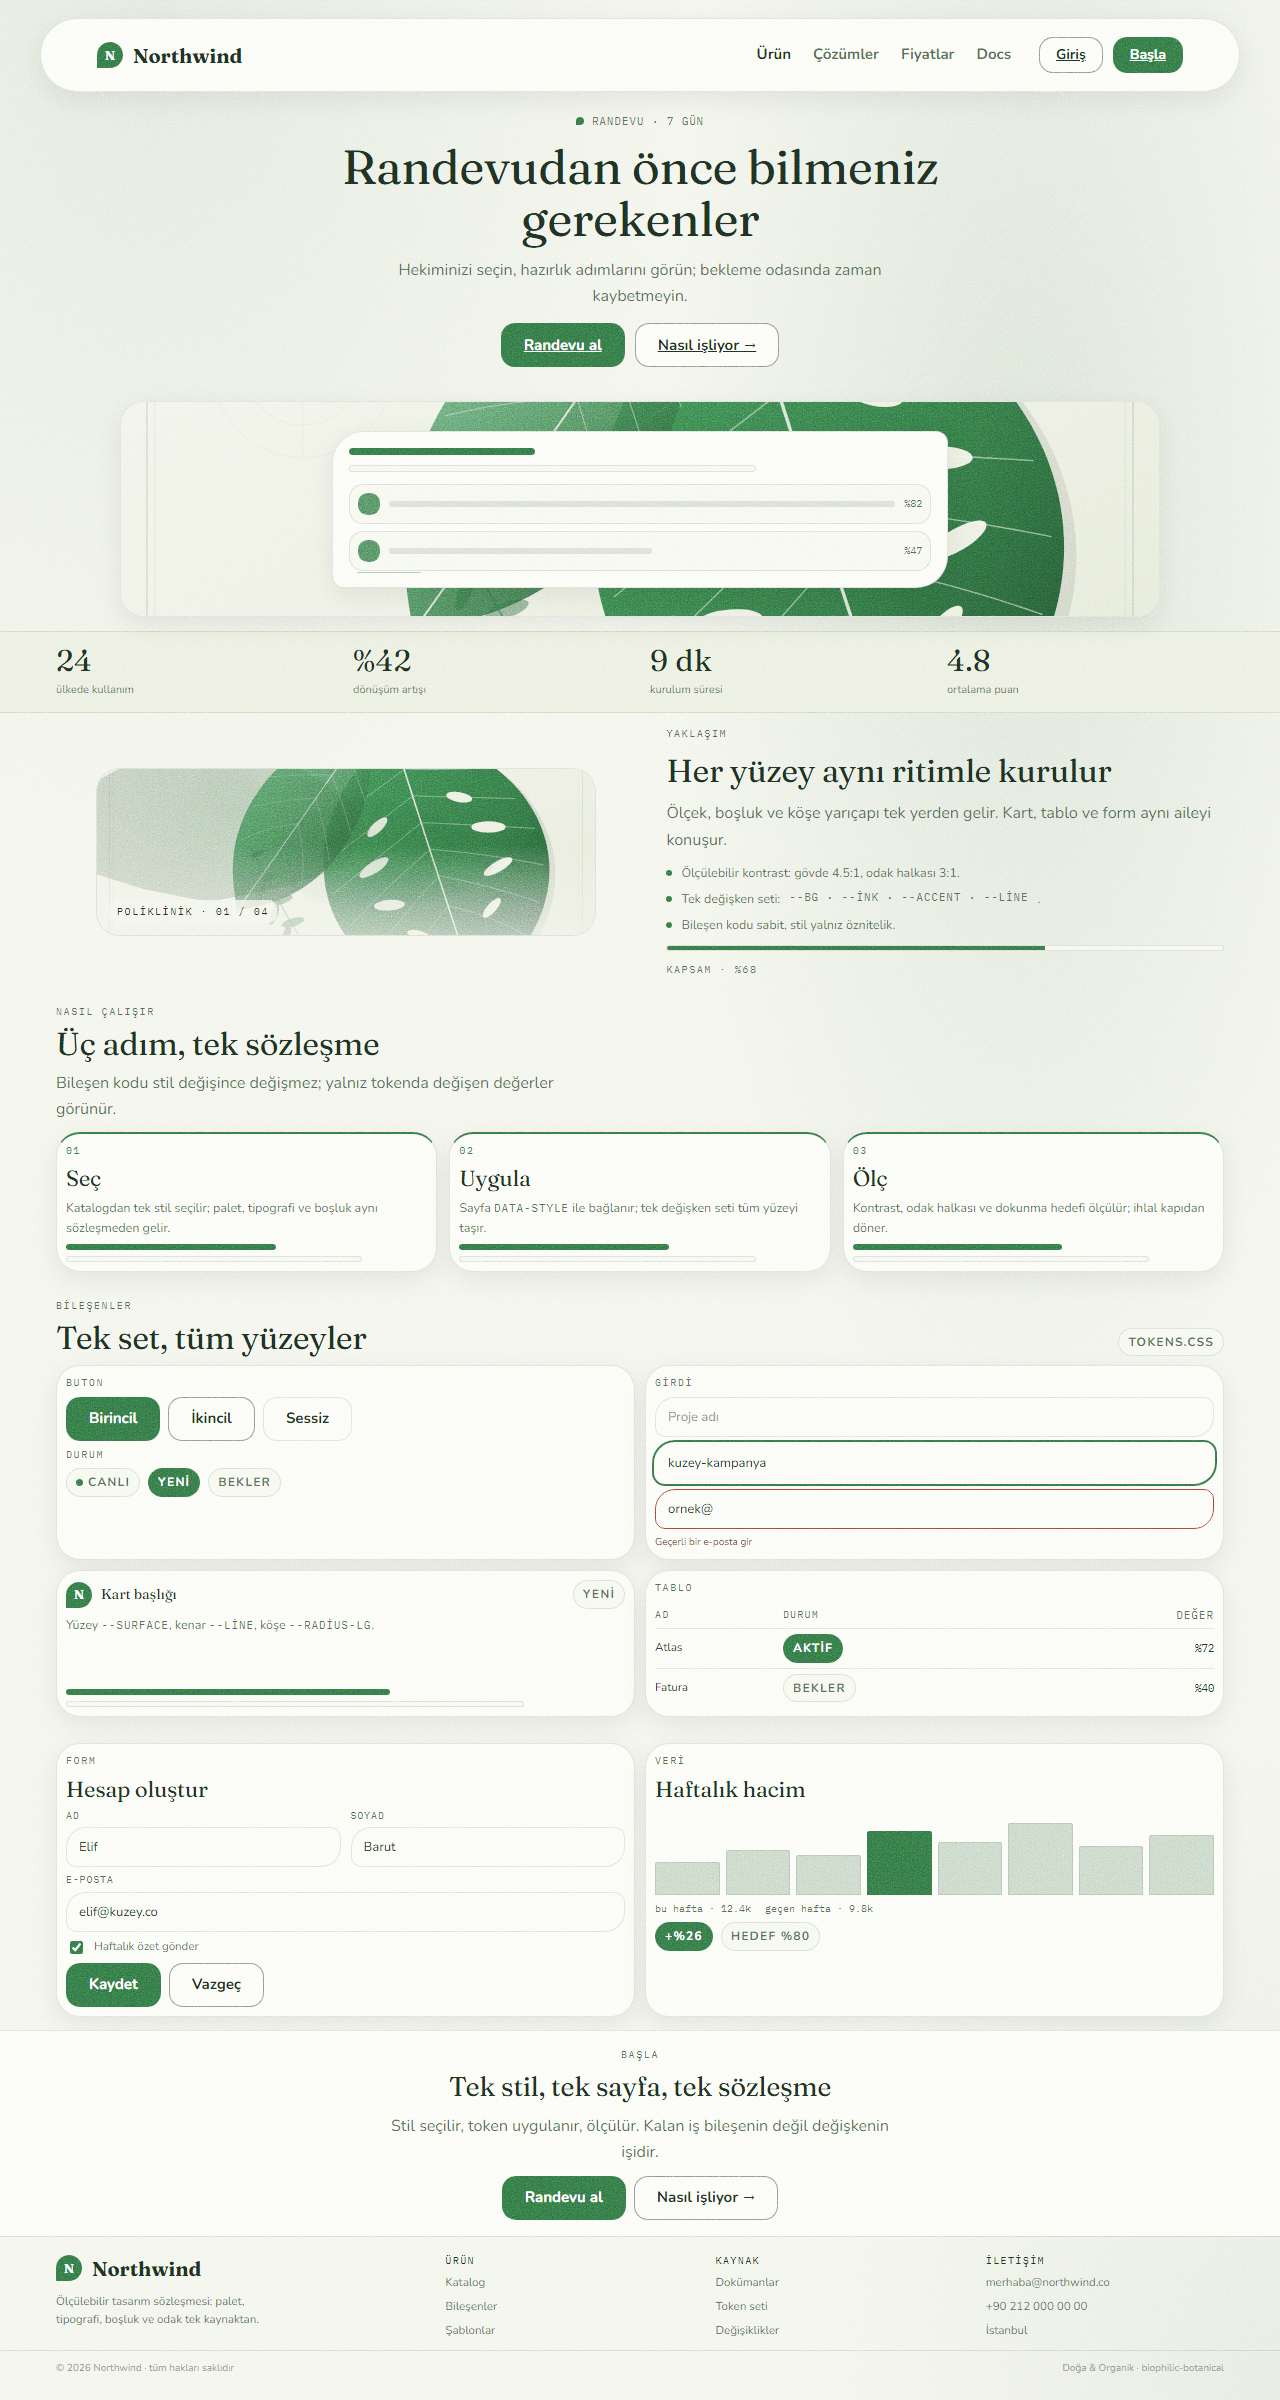 N Northwind
Ürün Çözümler Fiyatlar Docs Giriş Başla
RANDEVU · 7 GÜN
Randevudan önce bilmeniz
gerekenler
Hekiminizi seçin, hazırlık adımlarını görün; bekleme odasında zaman
kaybetmeyin.
Randevu al Nasıl işliyor →
%82
%47
24 %42 9 dk 4.8
ülkede kullanım dönüşüm artışı kurulum süresi ortalama puan
YAKLAŞIM
Her yüzey aynı ritimle kurulur
Ölçek, boşluk ve köşe yarıçapı tek yerden gelir. Kart, tablo ve form aynı aileyi
konuşur.
Ölçülebilir kontrast: gövde 4.5:1, odak halkası 3:1.
Tek değişken seti: --BG · --İNK · --ACCENT · --LİNE .
Bileşen kodu sabit, stil yalnız öznitelik.
POLİKLİNİK · 01 / 04
KAPSAM · %68
NASIL ÇALIŞIR
Üç adım, tek sözleşme
Bileşen kodu stil değişince değişmez; yalnız tokenda değişen değerler
görünür.
01
Seç
Katalogdan tek stil seçilir; palet, tipografi ve boşluk aynı
sözleşmeden gelir.
02
Uygula
Sayfa DATA-STYLE ile bağlanır; tek değişken seti tüm yüzeyi
taşır.
03
Ölç
Kontrast, odak halkası ve dokunma hedefi ölçülür; ihlal kapıdan
döner.
BİLEŞENLER
Tek set, tüm yüzeyler
TOKENS.CSS
BUTON
Birincil İkincil Sessiz
DURUM
CANLI YENİ BEKLER
GİRDİ
Proje adı
kuzey-kampanya
ornek@
Geçerli bir e-posta gir
N Kart başlığı YENİ
Yüzey --SURFACE, kenar --LİNE, köşe --RADİUS-LG.
TABLO
AD DURUM DEĞER
Atlas AKTİF %72
Fatura BEKLER %40
FORM
Hesap oluştur
AD SOYAD
Elif Barut
E-POSTA
elif@kuzey.co
Haftalık özet gönder
Kaydet Vazgeç
VERİ
Haftalık hacim
bu hafta · 12.4k geçen hafta · 9.8k
+%26 HEDEF %80
BAŞLA
Tek stil, tek sayfa, tek sözleşme
Stil seçilir, token uygulanır, ölçülür. Kalan iş bileşenin değil değişkenin
işidir.
Randevu al Nasıl işliyor →
N Northwind
Ölçülebilir tasarım sözleşmesi: palet,
tipografi, boşluk ve odak tek kaynaktan.
ÜRÜN
Katalog
Bileşenler
Şablonlar
KAYNAK
Dokümanlar
Token seti
Değişiklikler
İLETİŞİM
merhaba@northwind.co
+90 212 000 00 00
İstanbul
© 2026 Northwind · tüm hakları saklıdır
Doğa & Organik · biophilic-botanical